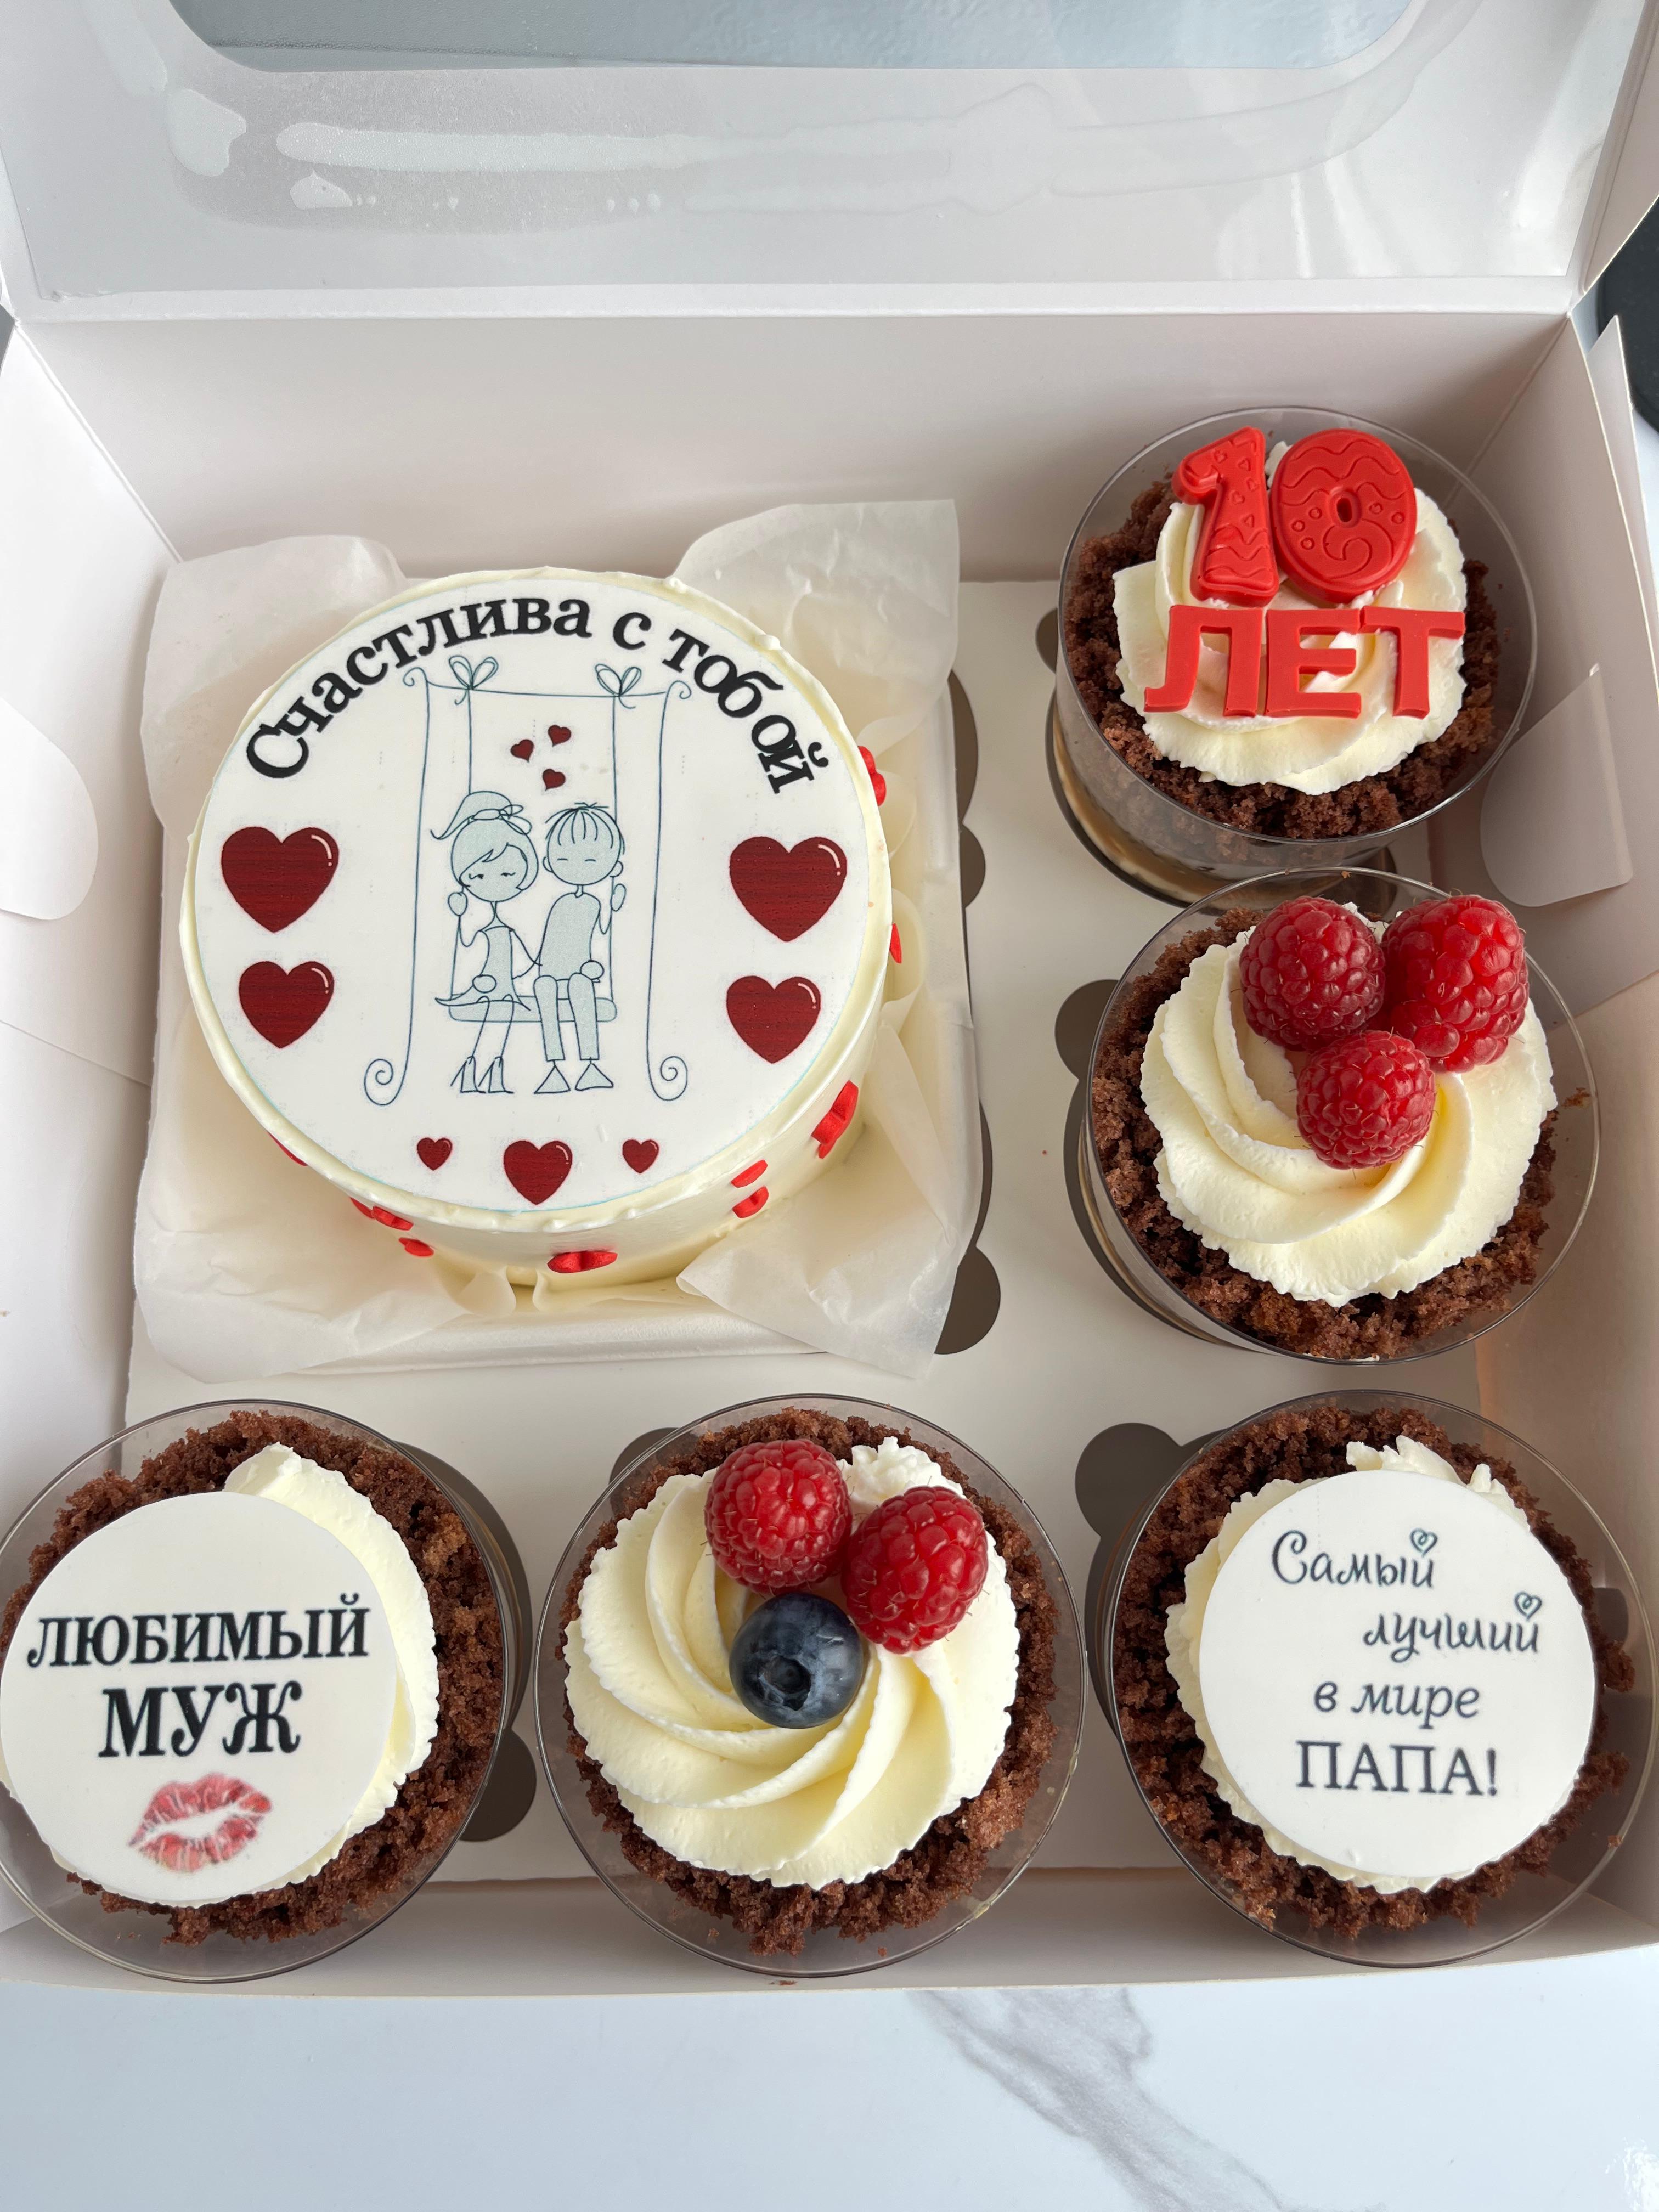 Счастлива с тобой
10
ЛЕТ
ЛЮБИМЫЙ
МУЖ
Самый
лучший
в мире
ПАПА!